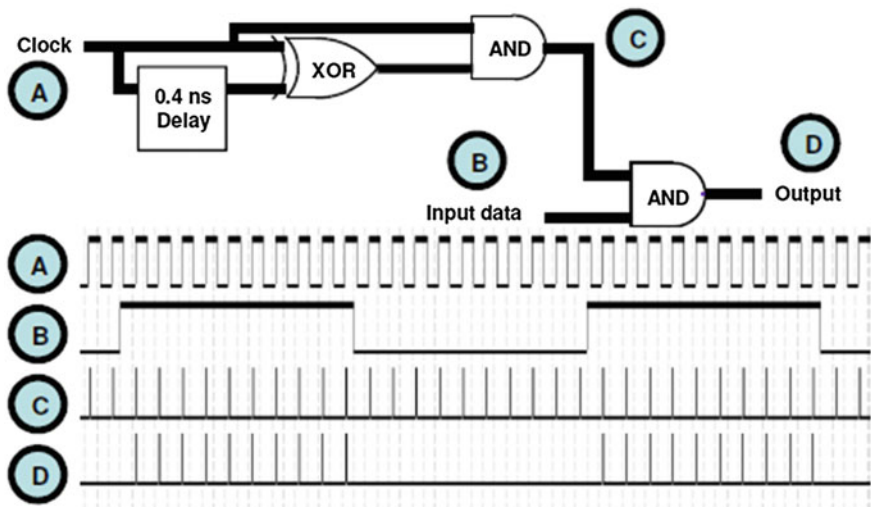 Clock
A
0.4 ns
Delay
XOR
AND
C
B
Input data
AND
D
Output
A
B
C
D